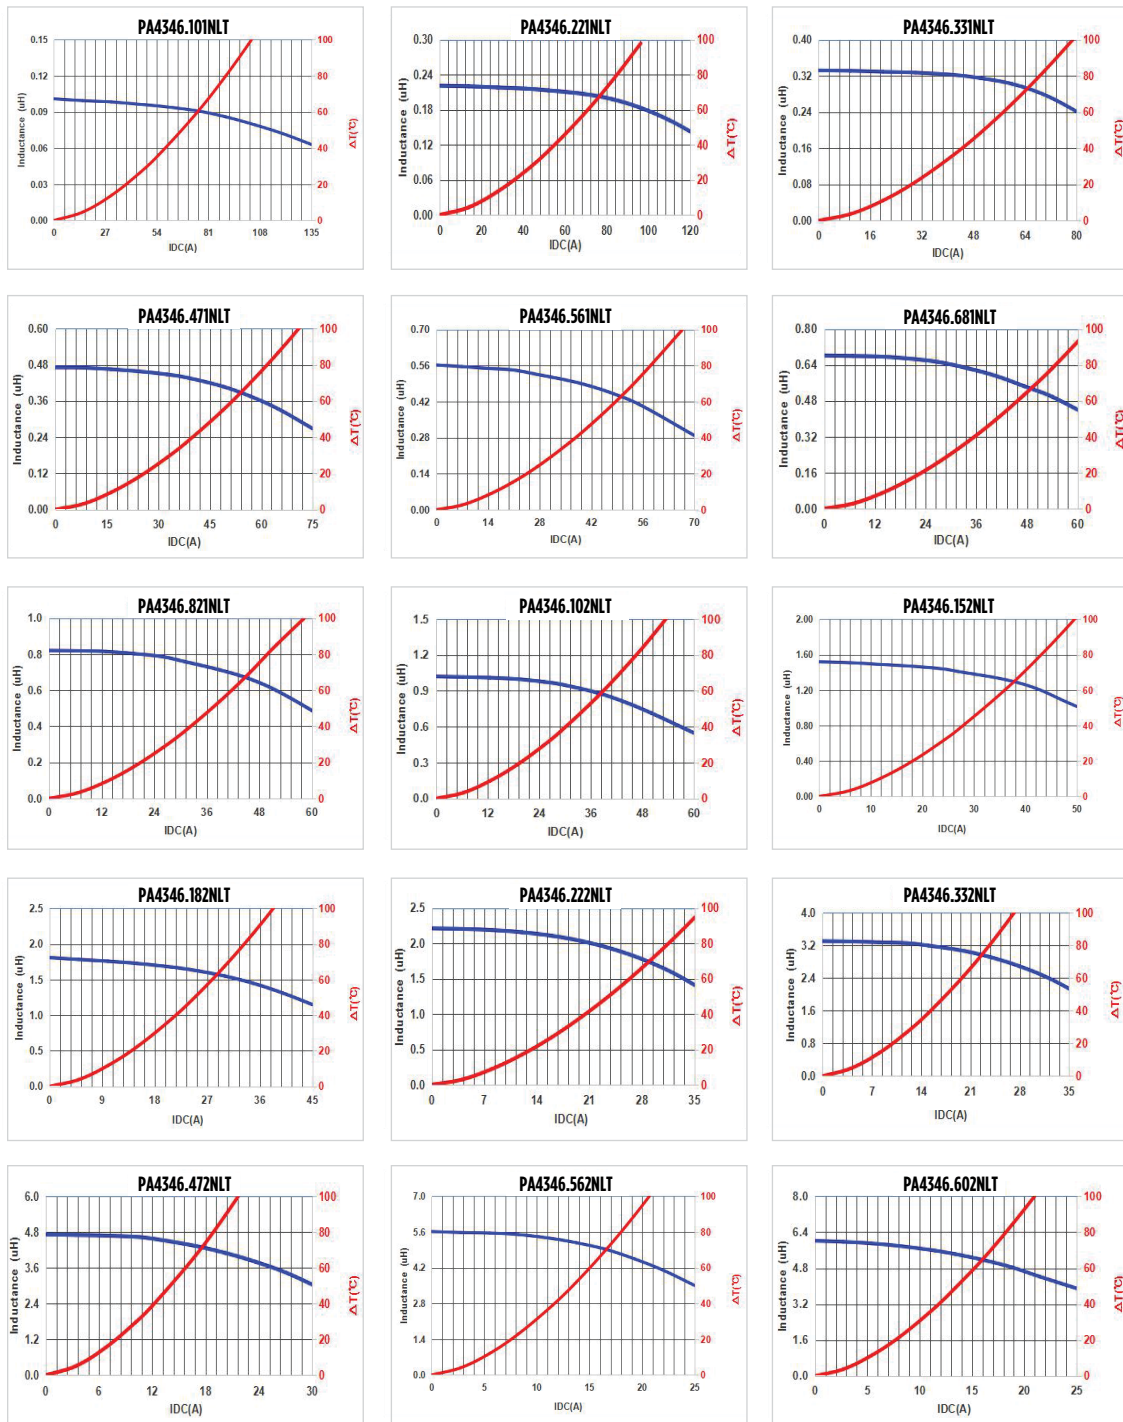 PA4346.101NLT
PA4346.221NLT
PA4346.331NLT
0.15
0.12
0.09
0.06
0.03
0.00
Inductance (uH)
100
80
60
40
20
0
△T(℃)
0 27 54 81 108 135
IDC(A)
0.30
0.24
0.18
0.12
0.06
0.00
Inductance (uH)
100
80
60
40
20
0
△T(℃)
0 20 40 60 80 100 120
IDC(A)
0.40
0.32
0.24
0.16
0.08
0.00
Inductance (uH)
100
80
60
40
20
0
△T(℃)
0 16 32 48 64 80
IDC(A)
PA4346.471NLT
PA4346.561NLT
PA4346.681NLT
0.60
0.48
0.36
0.24
0.12
0.00
Inductance (uH)
100
80
60
40
20
0
△T(℃)
0 15 30 45 60 75
IDC(A)
0.70
0.56
0.42
0.28
0.14
0.00
Inductance (uH)
100
80
60
40
20
0
△T(℃)
0 14 28 42 56 70
IDC(A)
0.80
0.64
0.48
0.32
0.16
0.00
Inductance (uH)
100
80
60
40
20
0
△T(℃)
0 12 24 36 48 60
IDC(A)
PA4346.821NLT
PA4346.102NLT
PA4346.152NLT
1.0
0.8
0.6
0.4
0.2
0.0
Inductance (uH)
100
80
60
40
20
0
△T(℃)
0 12 24 36 48 60
IDC(A)
1.5
1.2
0.9
0.6
0.3
0.0
Inductance (uH)
100
80
60
40
20
0
△T(℃)
0 12 24 36 48 60
IDC(A)
2.00
1.60
1.20
0.80
0.40
0.00
Inductance (uH)
100
80
60
40
20
0
△T(℃)
0 10 20 30 40 50
IDC(A)
PA4346.182NLT
PA4346.222NLT
PA4346.332NLT
2.5
2.0
1.5
1.0
0.5
0.0
Inductance (uH)
100
80
60
40
20
0
△T(℃)
0 9 18 27 36 45
IDC(A)
2.5
2.0
1.5
1.0
0.5
0.0
Inductance (uH)
100
80
60
40
20
0
△T(℃)
0 7 14 21 28 35
IDC(A)
4.0
3.2
2.4
1.6
0.8
0.0
Inductance (uH)
100
80
60
40
20
0
△T(℃)
0 7 14 21 28 35
IDC(A)
PA4346.472NLT
PA4346.562NLT
PA4346.602NLT
6.0
4.8
3.6
2.4
1.2
0.0
Inductance (uH)
100
80
60
40
20
0
△T(℃)
0 6 12 18 24 30
IDC(A)
7.0
5.6
4.2
2.8
1.4
0.0
Inductance (uH)
100
80
60
40
20
0
△T(℃)
0 5 10 15 20 25
IDC(A)
8.0
6.4
4.8
3.2
1.6
0.0
Inductance (uH)
100
80
60
40
20
0
△T(℃)
0 5 10 15 20 25
IDC(A)